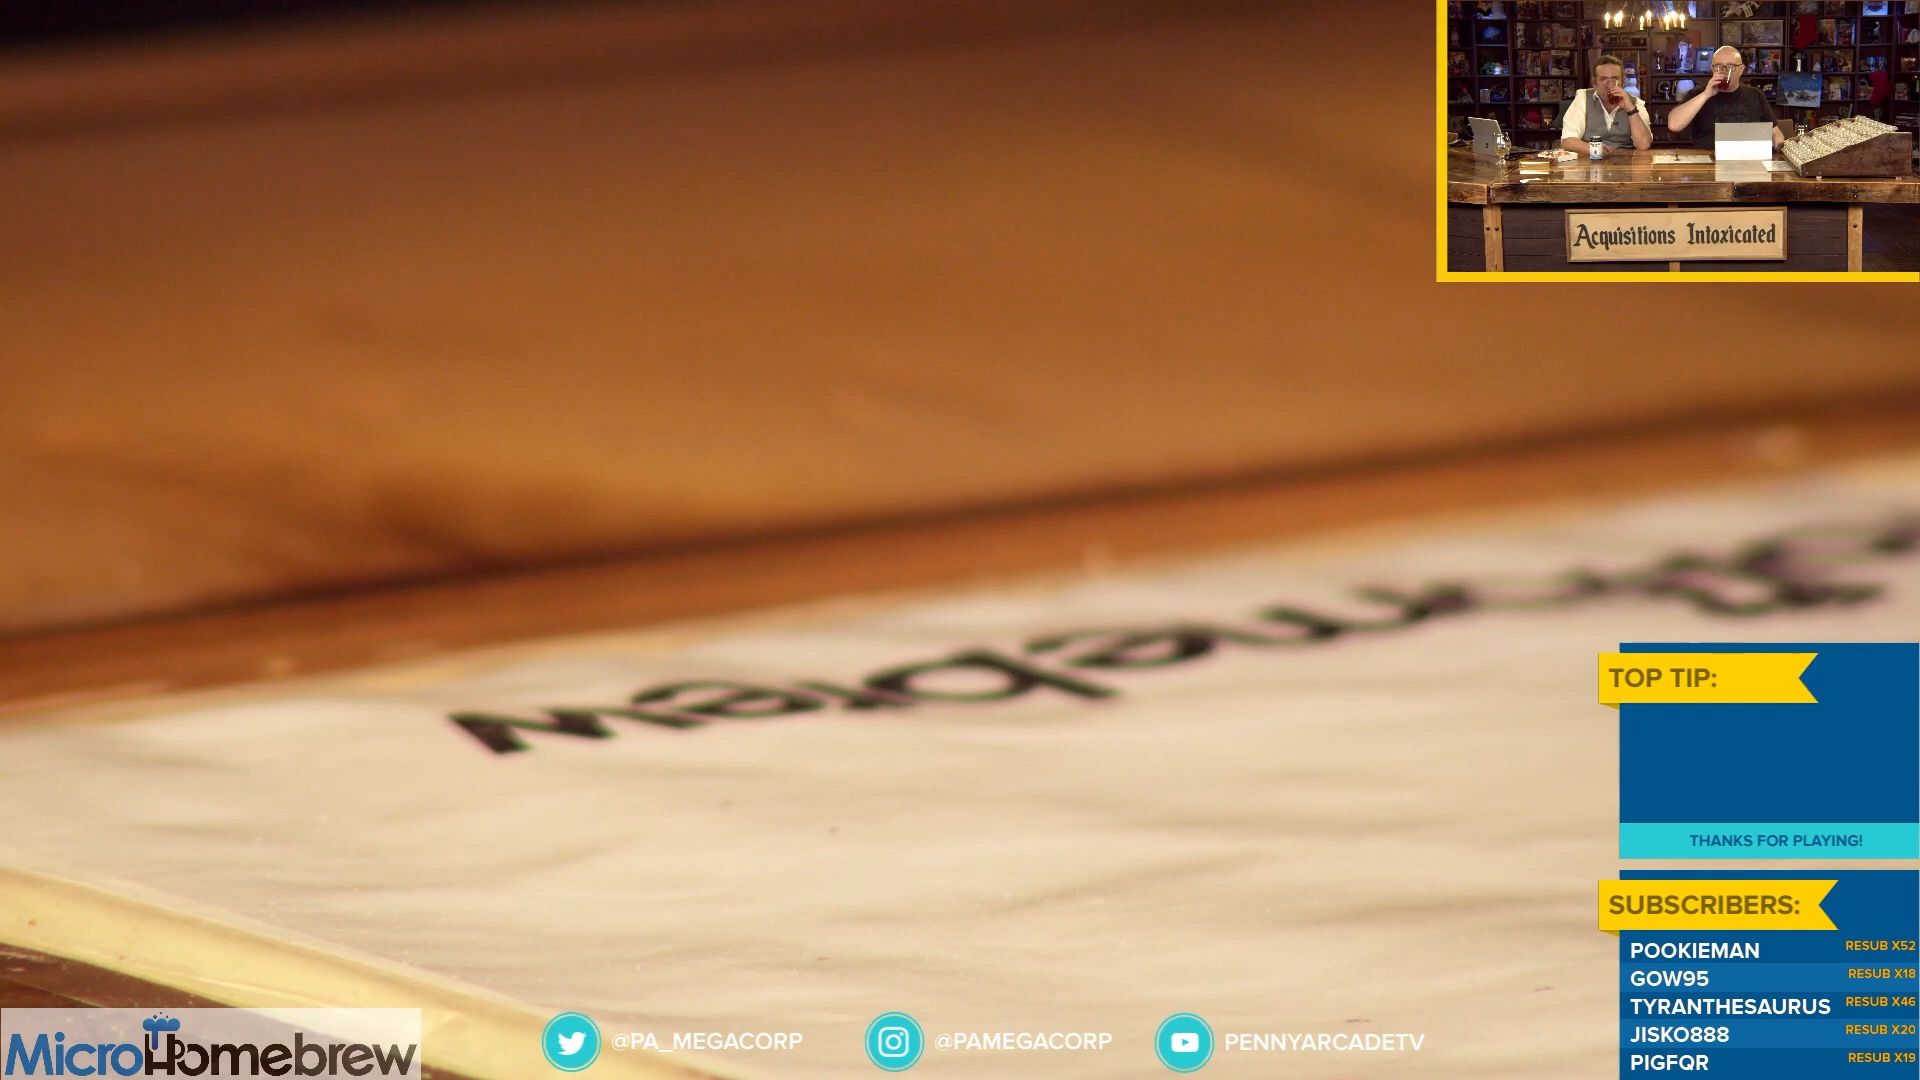 Acquisitions Intoxicated
TOP TIP:
THANKS FOR PLAYING!
SUBSCRIBERS:
POOKIEMAN RESUB X52
GOW95 RESUB X18
TYRANTHESAURUS RESUB X46
JISKO888 RESUB X20
PIGFQR RESUB X19
MicroHomebrew
@PA_MEGACORP
@PAMEGACORP
PENNYARCADETV